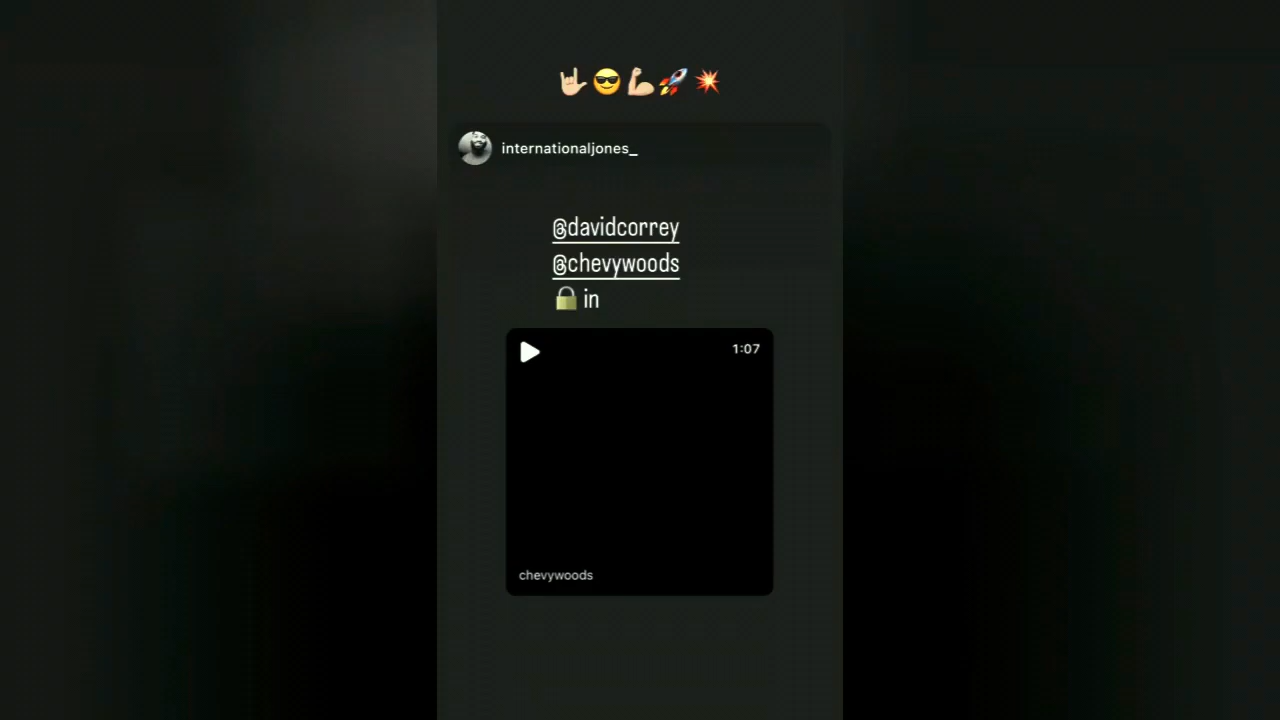 🤟🏼😎💪🏼🚀💥
internationaljones_
@davidcorrey
@chevywoods
🔒 in
1:07
chevywoods